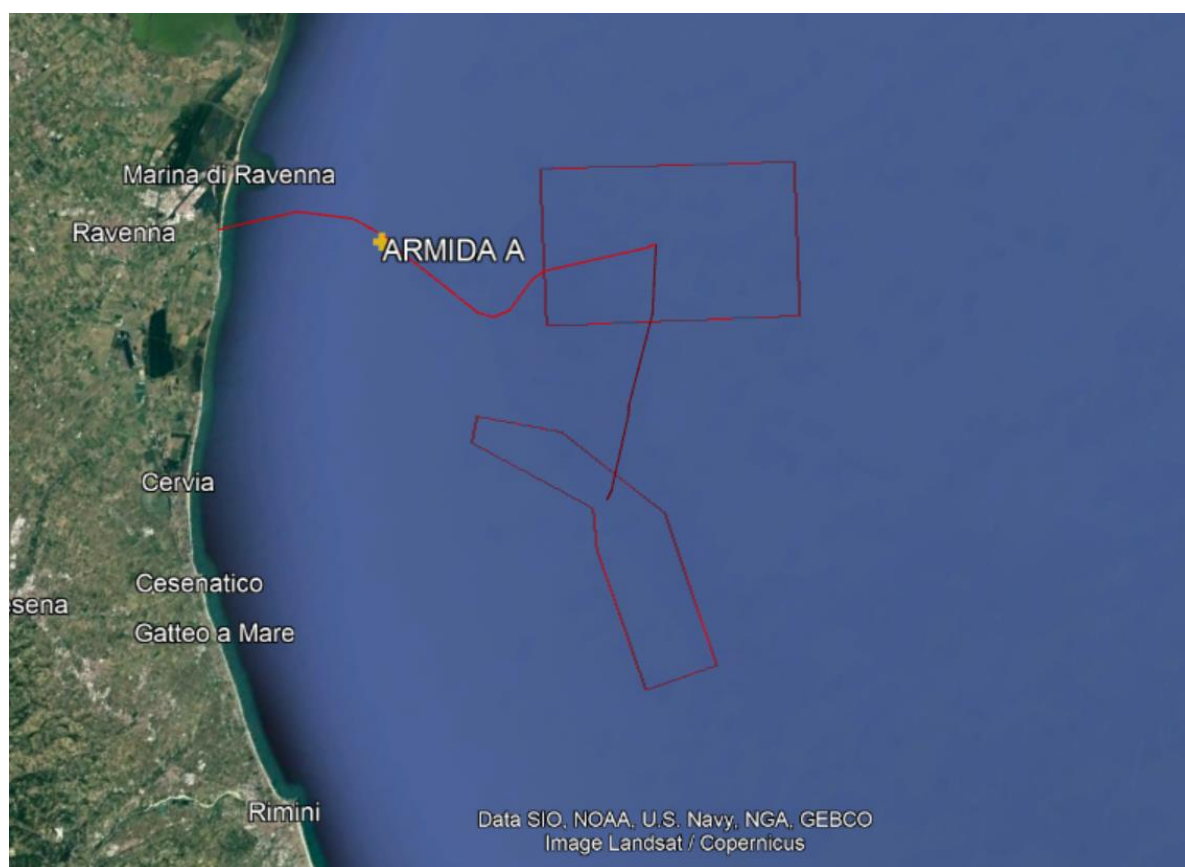 Marina di Ravenna
Ravenna
ARMIDA A
Cervia
Cesenatico
esena
Gatteo a Mare
Rimini
Data SIO, NOAA, U.S. Navy, NGA, GEBCO
Image Landsat / Copernicus